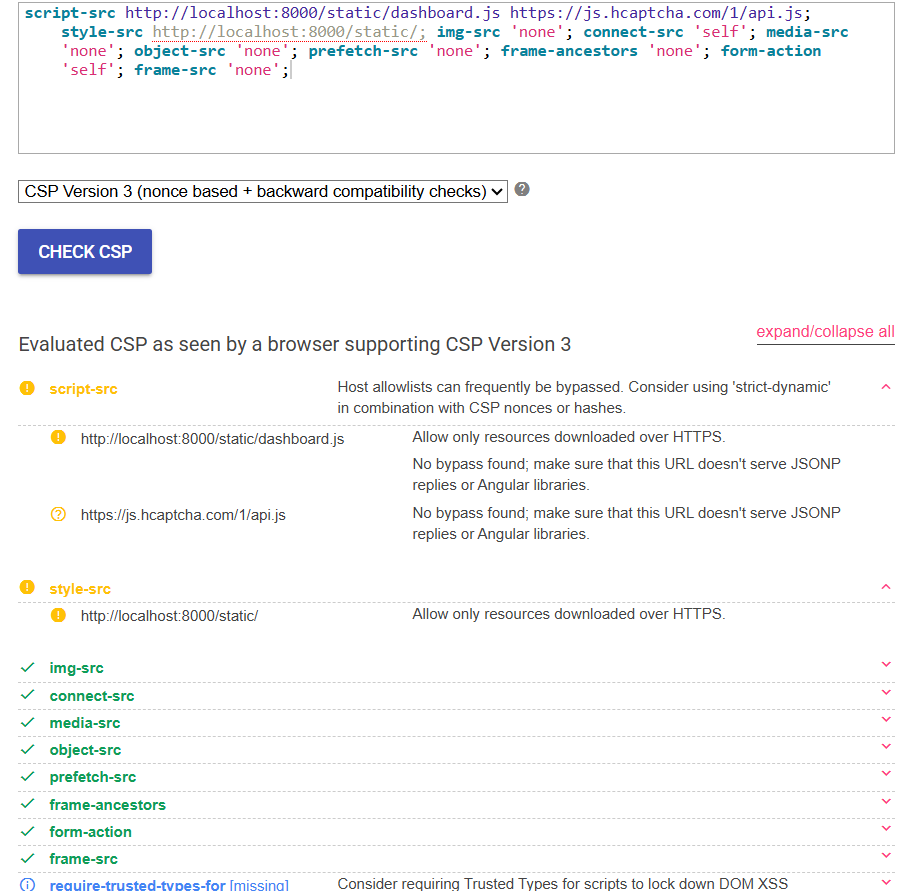 script-src http://localhost:8000/static/dashboard.js https://js.hcaptcha.com/1/api.js;
style-src http://localhost:8000/static/; img-src 'none'; connect-src 'self'; media-src
'none'; object-src 'none'; prefetch-src 'none'; frame-ancestors 'none'; form-action
'self'; frame-src 'none';
CSP Version 3 (nonce based + backward compatibility checks)
?
CHECK CSP
expand/collapse all
Evaluated CSP as seen by a browser supporting CSP Version 3
script-src Host allowlists can frequently be bypassed. Consider using 'strict-dynamic'
in combination with CSP nonces or hashes.
http://localhost:8000/static/dashboard.js Allow only resources downloaded over HTTPS.
No bypass found; make sure that this URL doesn't serve JSONP
replies or Angular libraries.
https://js.hcaptcha.com/1/api.js No bypass found; make sure that this URL doesn't serve JSONP
replies or Angular libraries.
style-src
http://localhost:8000/static/ Allow only resources downloaded over HTTPS.
img-src
connect-src
media-src
object-src
prefetch-src
frame-ancestors
form-action
frame-src
require-trusted-types-for [missing] Consider requiring Trusted Types for scripts to lock down DOM XSS